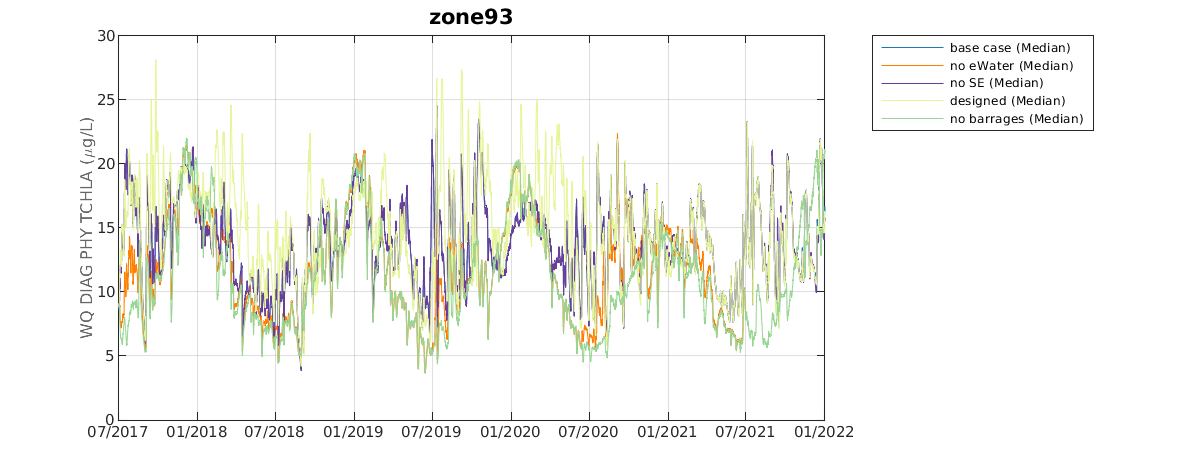 zone93
WQ DIAG PHY TCHLA (μg/L)
30
25
20
15
10
5
0
07/2017 01/2018 07/2018 01/2019 07/2019 01/2020 07/2020 01/2021 07/2021 01/2022
base case (Median)
no eWater (Median)
no SE (Median)
designed (Median)
no barrages (Median)